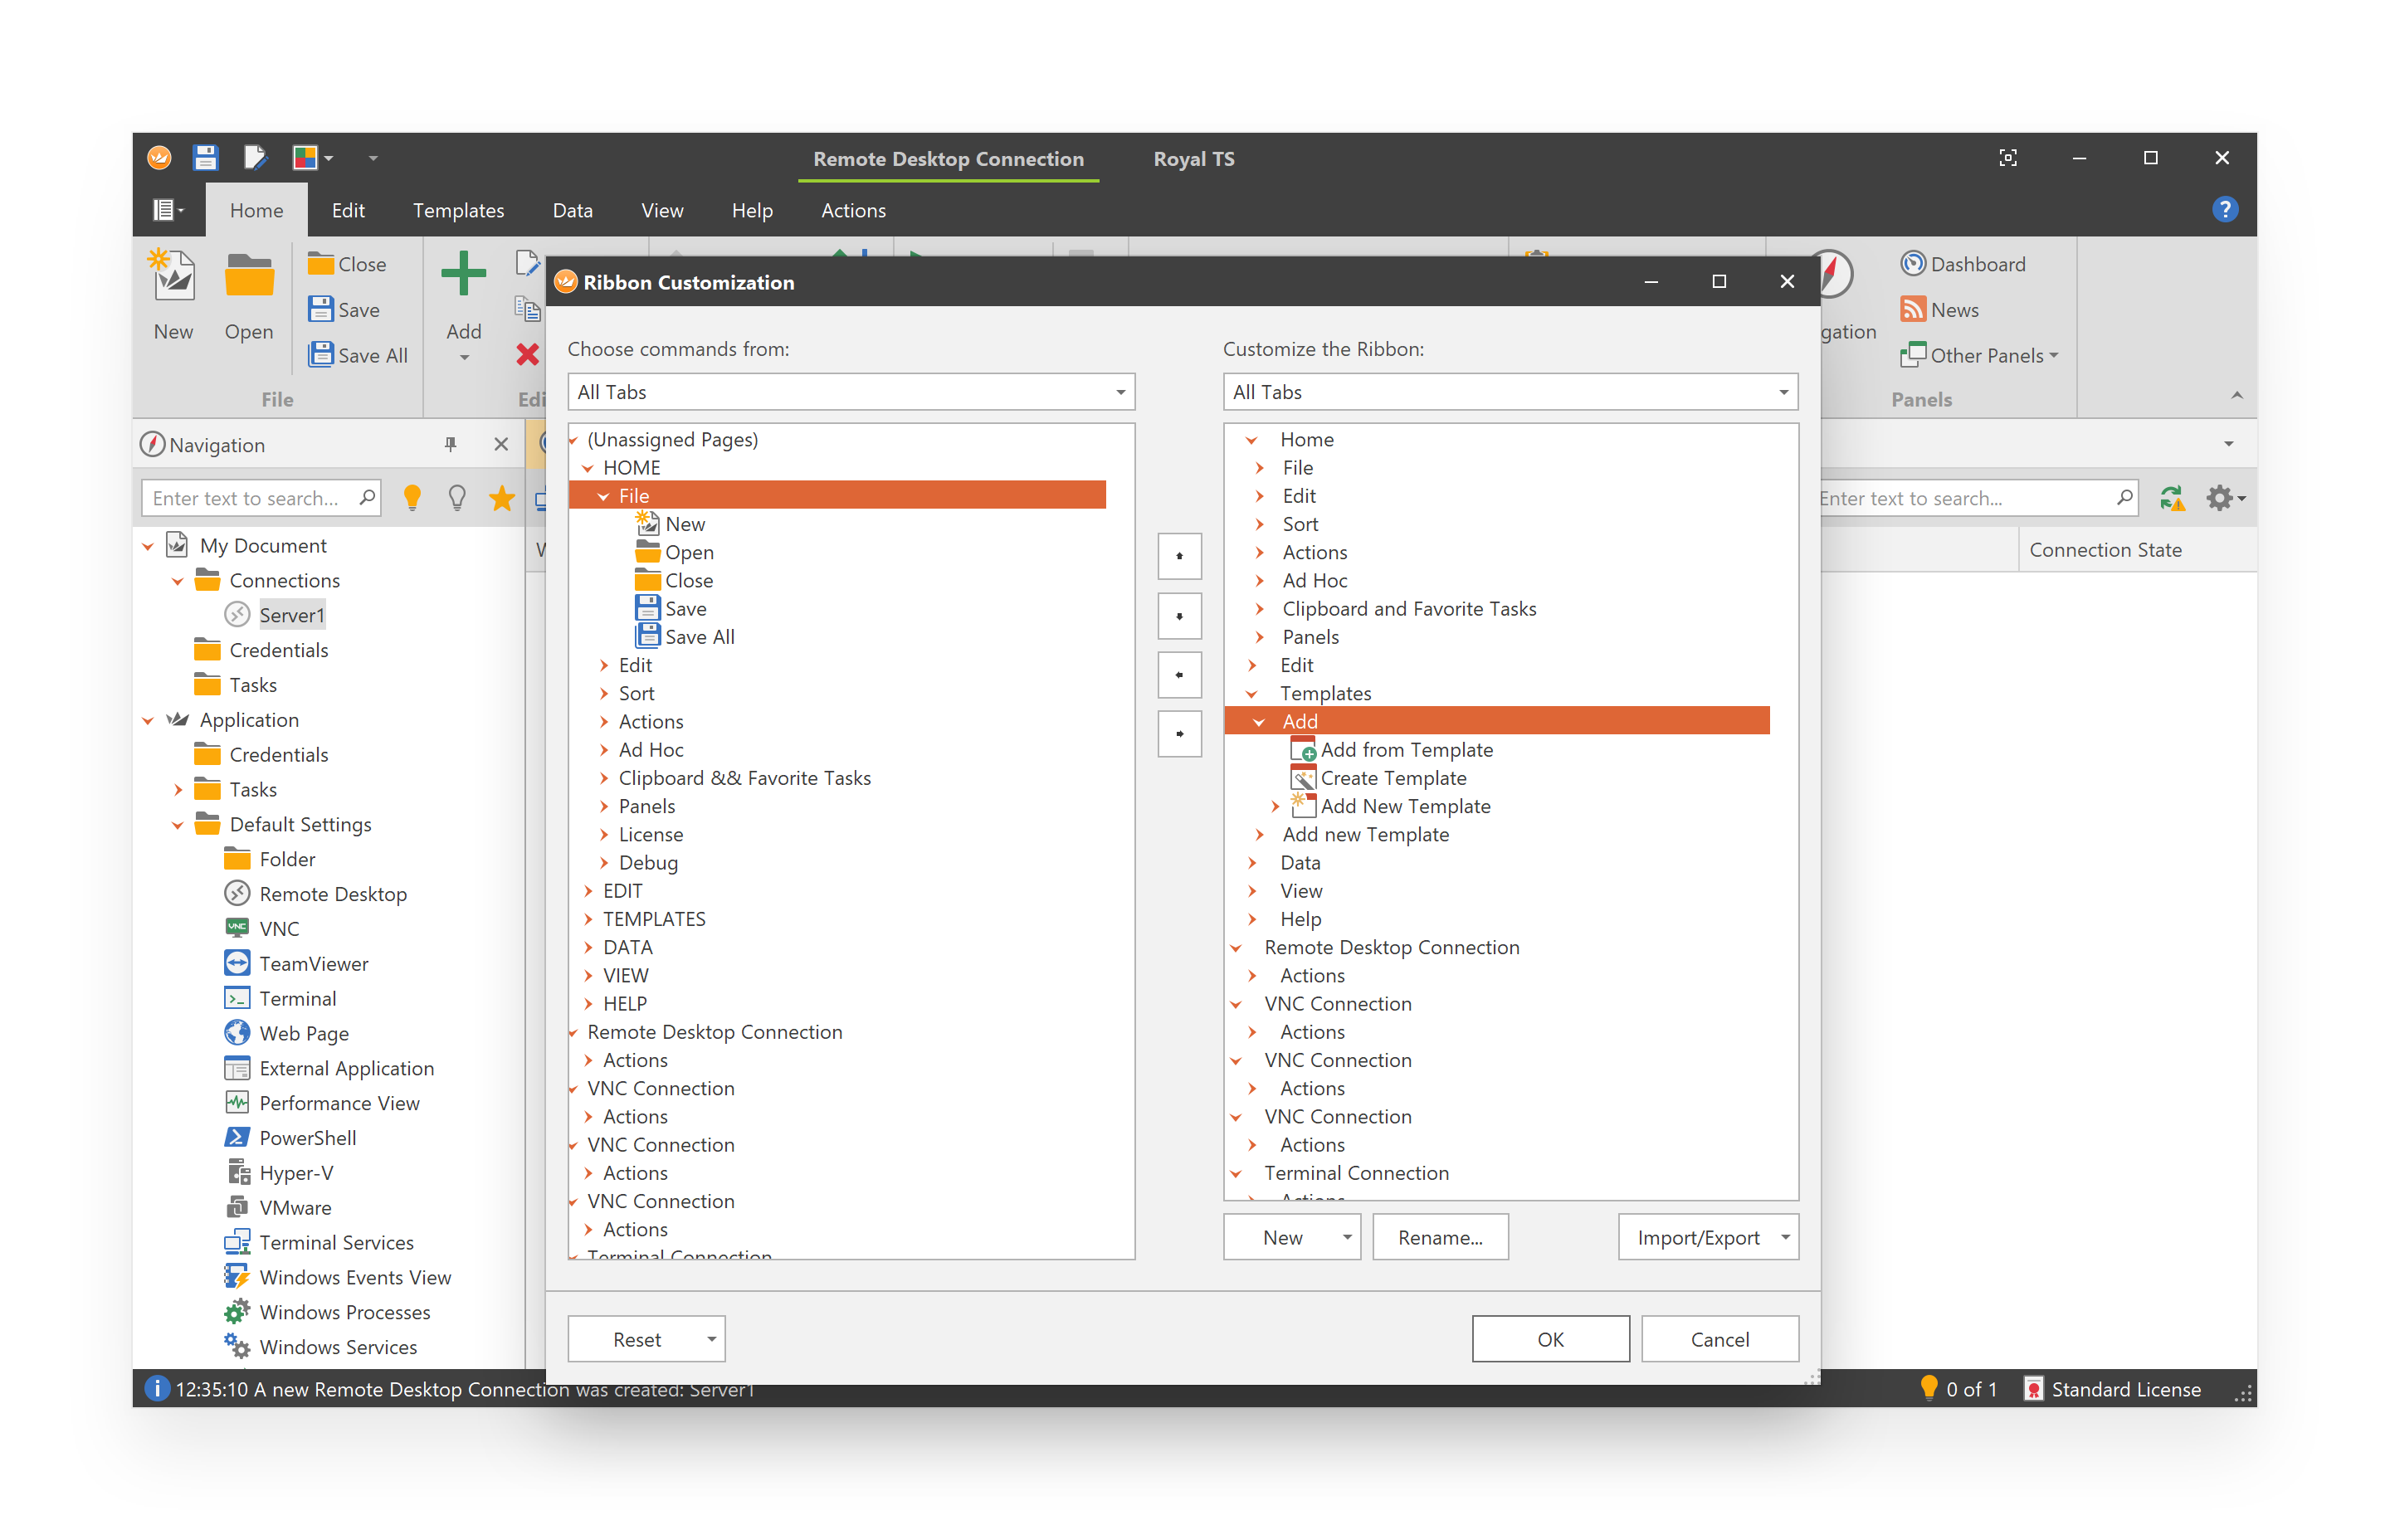 Remote Desktop Connection
Royal TS
Home
Edit
Templates
Data
View
Help
Actions
?
New
Open
Close
Save
Save All
File
Add
Edi
gation
Dashboard
News
Other Panels
Panels
Ribbon Customization
Choose commands from:
All Tabs
(Unassigned Pages)
HOME
File
New
Open
Close
Save
Save All
Edit
Sort
Actions
Ad Hoc
Clipboard && Favorite Tasks
Panels
License
Debug
EDIT
TEMPLATES
DATA
VIEW
HELP
Remote Desktop Connection
Actions
VNC Connection
Actions
VNC Connection
Actions
VNC Connection
Actions
Terminal Connection
Customize the Ribbon:
All Tabs
Home
File
Edit
Sort
Actions
Ad Hoc
Clipboard and Favorite Tasks
Panels
Edit
Templates
Add
Add from Template
Create Template
Add New Template
Add new Template
Data
View
Help
Remote Desktop Connection
Actions
VNC Connection
Actions
VNC Connection
Actions
VNC Connection
Actions
Terminal Connection
Actions
New
Rename...
Import/Export
Reset
OK
Cancel
Navigation
Enter text to search...
My Document
Connections
Server1
Credentials
Tasks
Application
Credentials
Tasks
Default Settings
Folder
Remote Desktop
VNC
VNC
TeamViewer
Terminal
Web Page
External Application
Performance View
PowerShell
Hyper-V
VMware
Terminal Services
Windows Events View
Windows Processes
Windows Services
Enter text to search...
Connection State
12:35:10 A new Remote Desktop Connection was created: Server1
0 of 1
Standard License